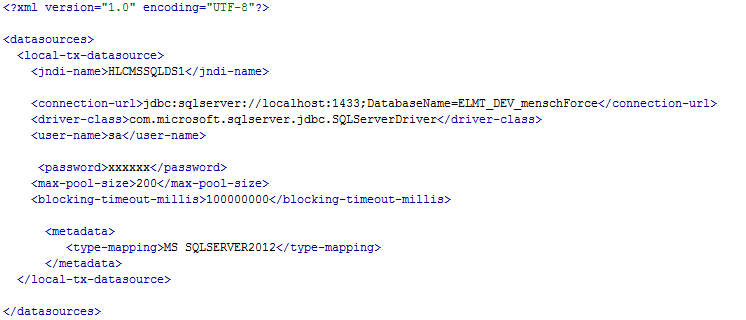 <?xml version="1.0" encoding="UTF-8"?>
<datasources>
<local-tx-datasource>
<jndi-name>HLCMSSQLDS1</jndi-name>
<connection-url>jdbc:sqlserver://localhost:1433;DatabaseName=ELMT_DEV_menschForce</connection-url>
<driver-class>com.microsoft.sqlserver.jdbc.SQLServerDriver</driver-class>
<user-name>sa</user-name>
<password>xxxxxx</password>
<max-pool-size>200</max-pool-size>
<blocking-timeout-millis>100000000</blocking-timeout-millis>
<metadata>
<type-mapping>MS SQLSERVER2012</type-mapping>
</metadata>
</local-tx-datasource>
</datasources>